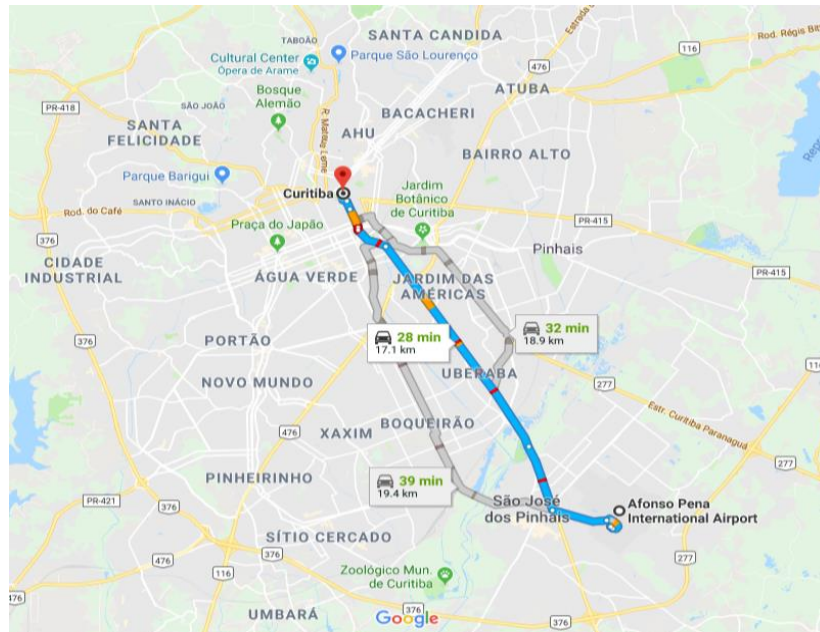 SANTA CANDIDA
TABOÃO
Cultural Center
Ópera de Arame
Parque São Lourenço
116
Rod. Régis Bit
Estrada d
476
Bosque
Alemão
ATUBA
PR-418
SÃO JOÃO
BACACHERI
SANTA
FELICIDADE
R. Mateus Leme
AHU
BAIRRO ALTO
Parque Barigui
Curitiba
Jardim
Botânico
de Curitiba
SANTO INÁCIO
Rod. do Café
PR-415
376
Praça do Japão
Pinhais
CIDADE
INDUSTRIAL
ÁGUA VERDE
JARDIM DAS
AMÉRICAS
PR-415
376
PORTÃO
28 min
17.1 km
32 min
18.9 km
UBERABA
116
NOVO MUNDO
277
Estr. Curitiba Paranaguá
BOQUEIRÃO
XAXIM
476
277
PINHEIRINHO
39 min
19.4 km
PR-421
São José
dos Pinhais
Afonso Pena
International Airport
SÍTIO CERCADO
376
476
116
Zoológico Mun.
de Curitiba
476
376
UMBARÁ
376
Google
376